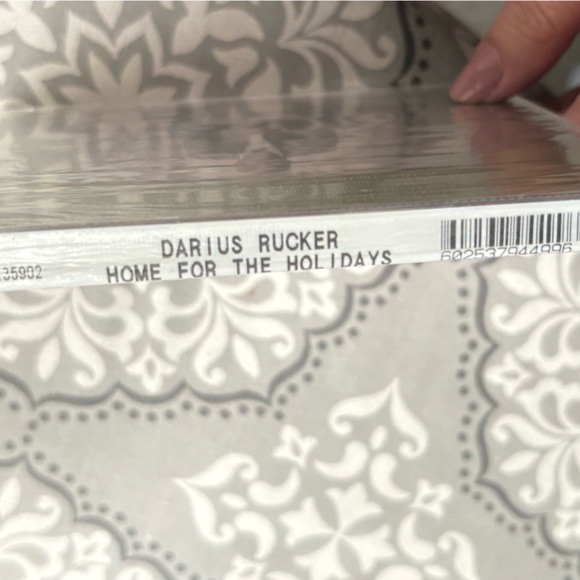 DARIUS RUCKER
35902 HOME FOR THE HOLIDAYS
602537944996